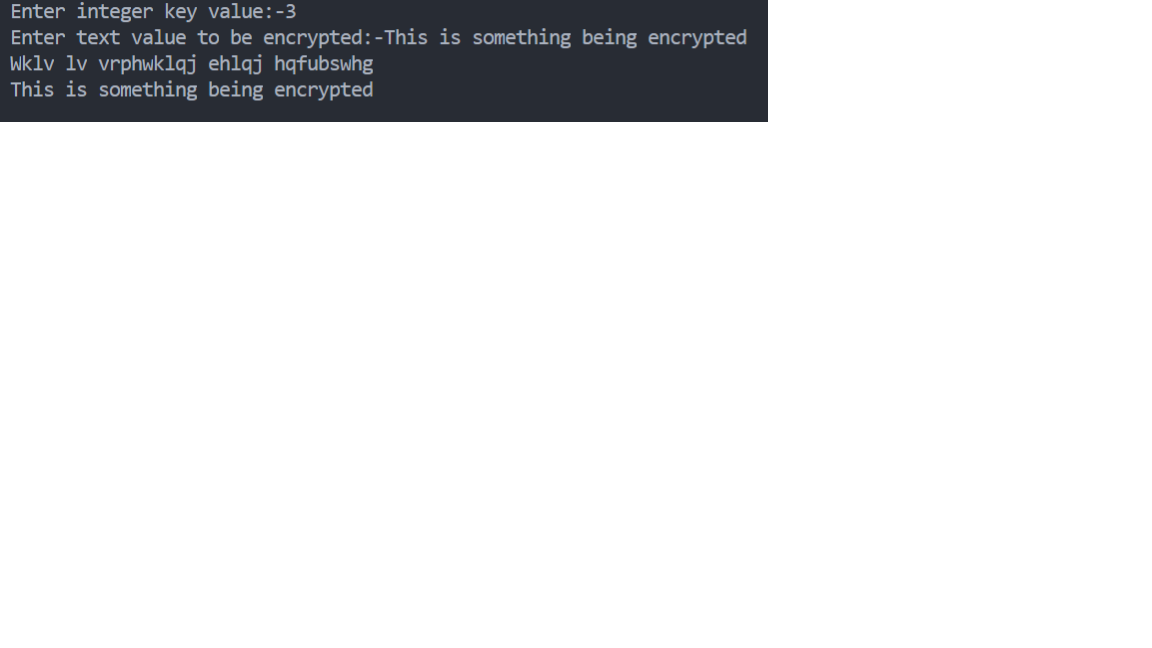 Enter integer key value:-3
Enter text value to be encrypted:-This is something being encrypted
Wklv lv vrphwklqj ehlqj hqfubswhg
This is something being encrypted